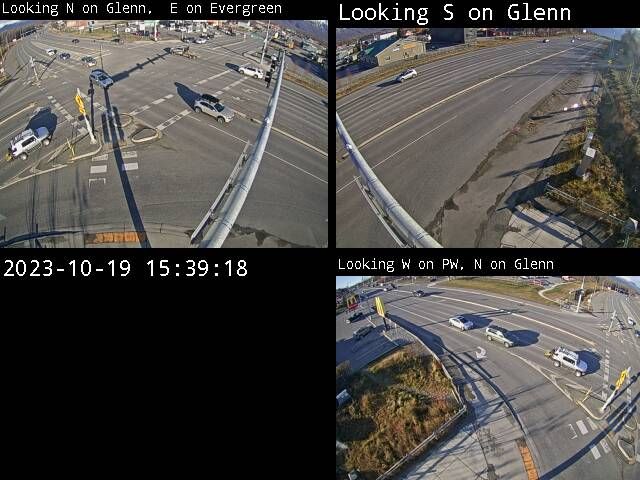 Looking N on Glenn,  E on Evergreen
Looking S on Glenn
2023-10-19 15:39:18
Looking W on PW, N on Glenn